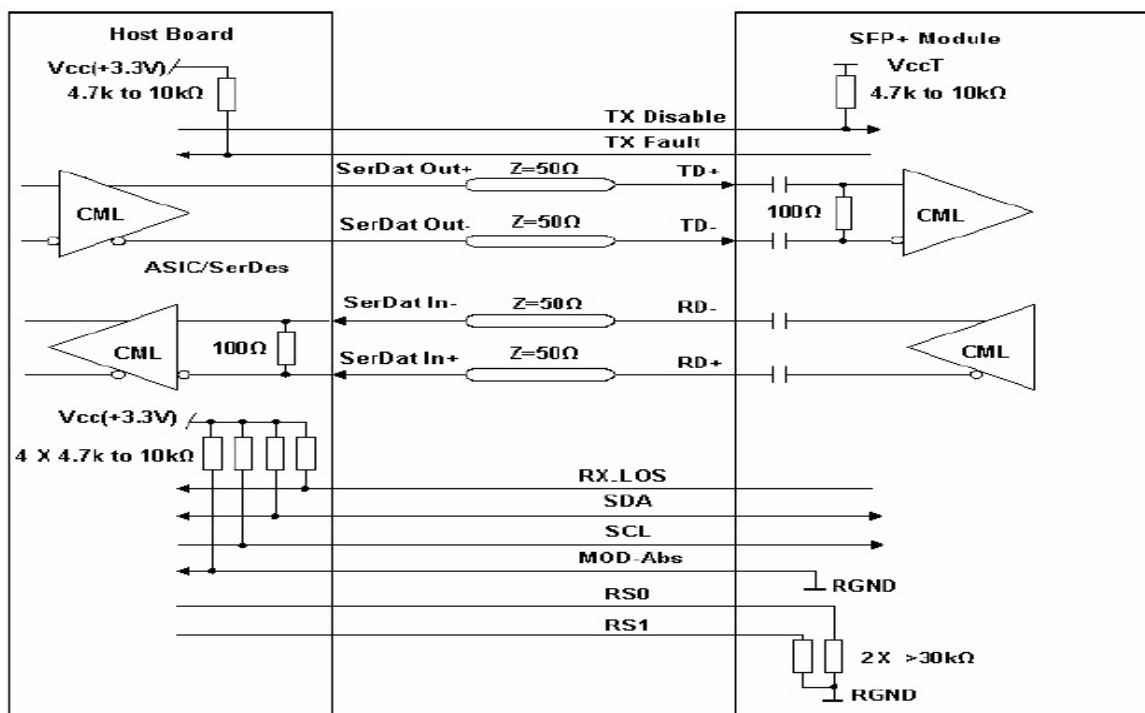 Host Board
SFP+ Module
Vcc(+3.3V)
4.7k to 10kΩ
VccT
4.7k to 10kΩ
TX Disable
TX Fault
SerDat Out+
Z=50Ω
TD+
CML
100Ω
CML
SerDat Out-
Z=50Ω
TD-
ASIC/SerDes
SerDat In-
Z=50Ω
RD-
CML
100Ω
CML
SerDat In+
Z=50Ω
RD+
Vcc(+3.3V)
4 X 4.7k to 10kΩ
RX_LOS
SDA
SCL
MOD-Abs
RGND
RS0
RS1
2X >30kΩ
RGND